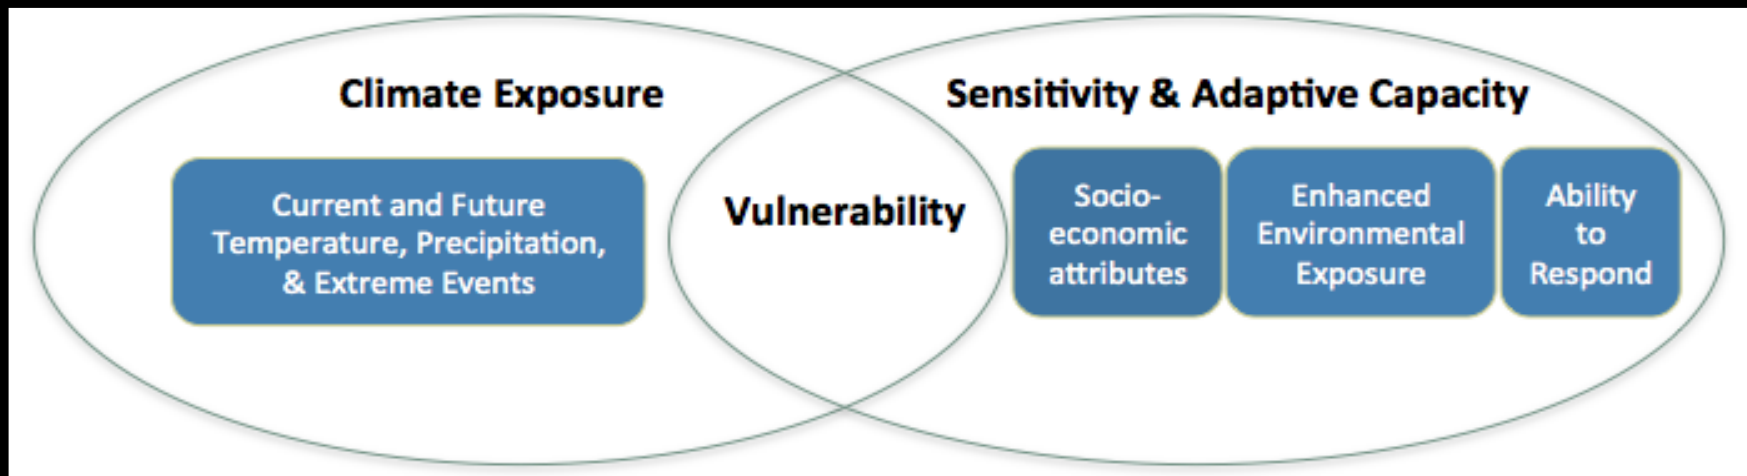 Climate Exposure
Current and Future
Temperature, Precipitation,
& Extreme Events
Vulnerability
Sensitivity & Adaptive Capacity
Socio-
economic
attributes
Enhanced
Environmental
Exposure
Ability
to
Respond